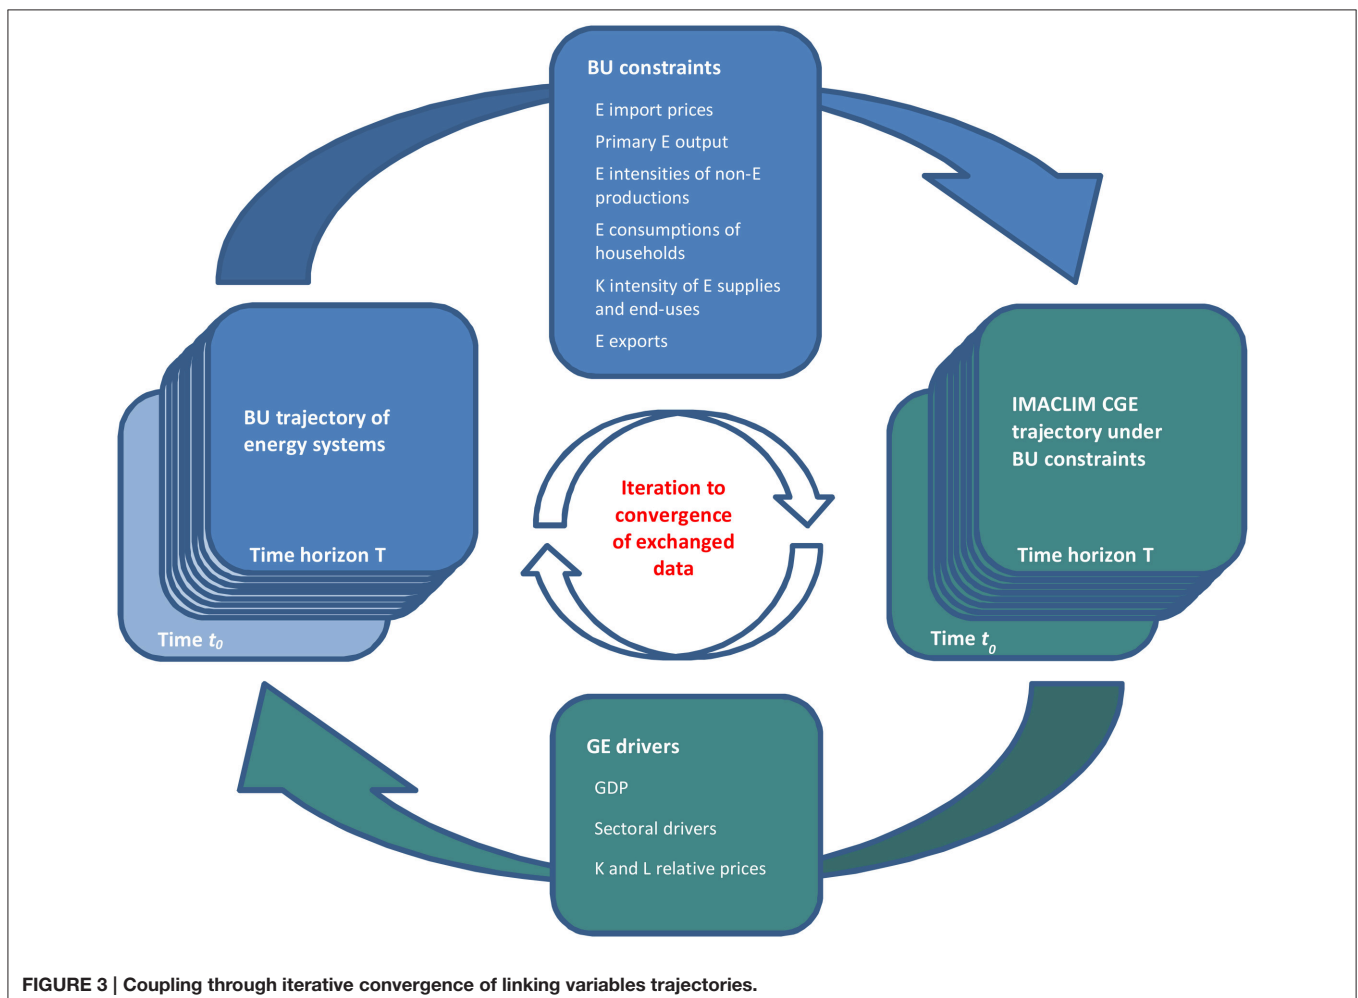 BU constraints
E import prices
Primary E output
E intensities of non-E
productions
E consumptions of
households
K intensity of E supplies
and end-uses
E exports
BU trajectory of
energy systems
Time horizon T
Time t₀
Iteration to
convergence
of exchanged
data
IMACLIM CGE
trajectory under
BU constraints
Time horizon T
Time t₀
GE drivers
GDP
Sectoral drivers
K and L relative prices
FIGURE 3 | Coupling through iterative convergence of linking variables trajectories.